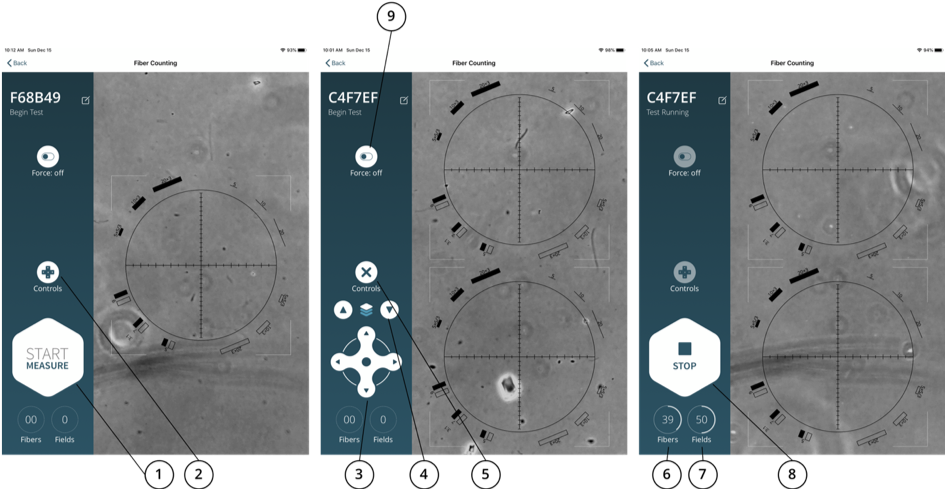 9
10:12 AM Sun Dec 15
93%
Back
Fiber Counting
F68B49
Begin Test
Force: off
Controls
START
MEASURE
00
0
Fibers
Fields
10:01 AM Sun Dec 15
96%
Back
Fiber Counting
C4F7EF
Begin Test
Force: off
Controls
00
0
Fibers
Fields
10:05 AM Sun Dec 15
94%
Back
Fiber Counting
C4F7EF
Test Running
Force: off
Controls
STOP
39
50
Fibers
Fields
1
2
3
4
5
6
7
8